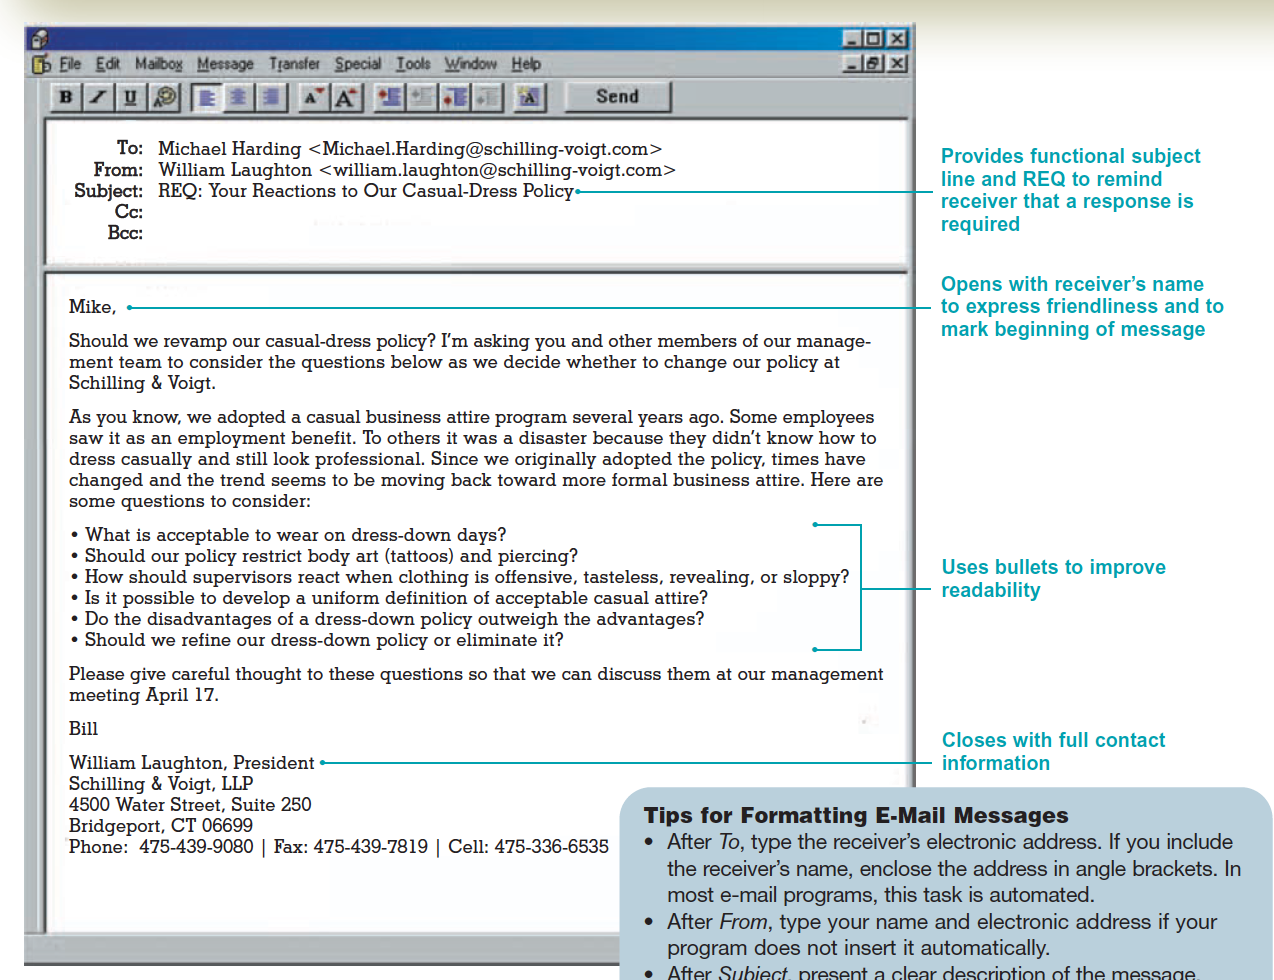 File Edit Mailbox Message Transfer Special Tools Window Help
B I U A A A Send
To: Michael Harding <Michael.Harding@schilling-voigt.com>
From: William Laughton <william.laughton@schilling-voigt.com>
Subject: REQ: Your Reactions to Our Casual-Dress Policy
Cc:
Bcc:
Provides functional subject
line and REQ to remind
receiver that a response is
required
Mike,
Opens with receiver's name
to express friendliness and to
mark beginning of message
Should we revamp our casual-dress policy? I'm asking you and other members of our manage-
ment team to consider the questions below as we decide whether to change our policy at
Schilling & Voigt.
As you know, we adopted a casual business attire program several years ago. Some employees
saw it as an employment benefit. To others it was a disaster because they didn't know how to
dress casually and still look professional. Since we originally adopted the policy, times have
changed and the trend seems to be moving back toward more formal business attire. Here are
some questions to consider:
• What is acceptable to wear on dress-down days?
• Should our policy restrict body art (tattoos) and piercing?
• How should supervisors react when clothing is offensive, tasteless, revealing, or sloppy?
• Is it possible to develop a uniform definition of acceptable casual attire?
• Do the disadvantages of a dress-down policy outweigh the advantages?
• Should we refine our dress-down policy or eliminate it?
Uses bullets to improve
readability
Please give careful thought to these questions so that we can discuss them at our management
meeting April 17.
Bill
William Laughton, President
Schilling & Voigt, LLP
4500 Water Street, Suite 250
Bridgeport, CT 06699
Phone: 475-439-9080 | Fax: 475-439-7819 | Cell: 475-336-6535
Closes with full contact
information
Tips for Formatting E-Mail Messages
• After To, type the receiver's electronic address. If you include
the receiver's name, enclose the address in angle brackets. In
most e-mail programs, this task is automated.
• After From, type your name and electronic address if your
program does not insert it automatically.
• After Subject, present a clear description of the message.